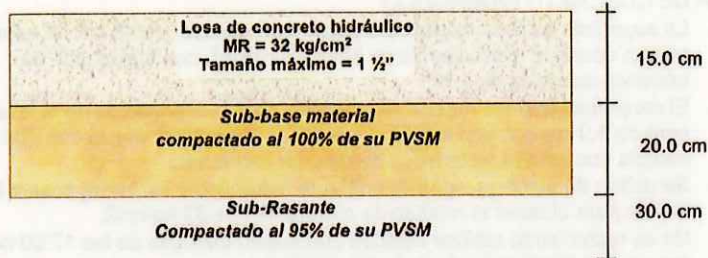 Losa de concreto hidráulico
MR = 32 kg/cm²
Tamaño máximo = 1 ½"
15.0 cm
Sub-base material
compactado al 100% de su PVSM
20.0 cm
Sub-Rasante
Compactado al 95% de su PVSM
30.0 cm